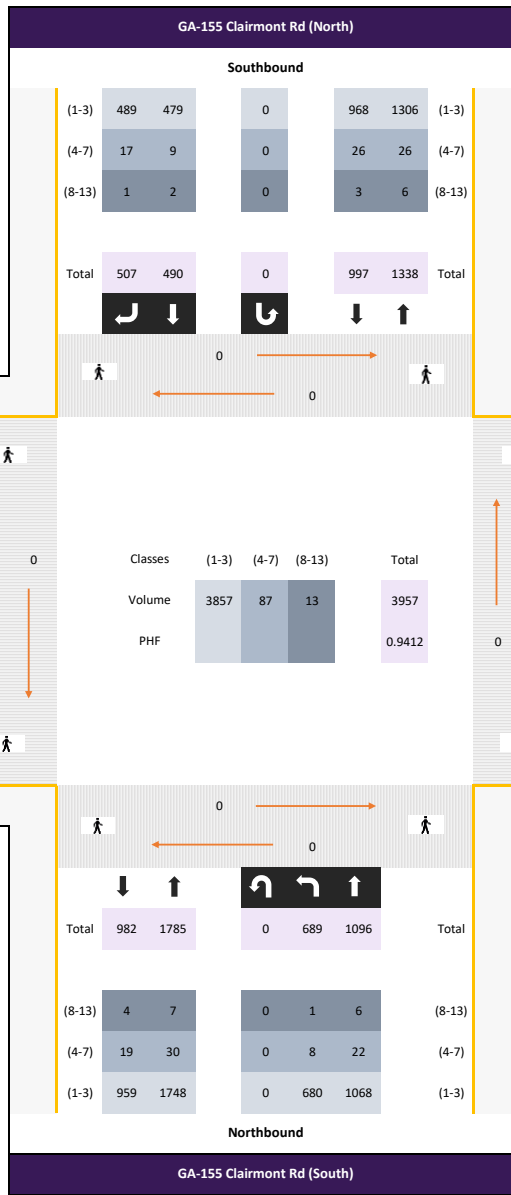 GA-155 Clairmont Rd (North)
Southbound
(1-3) 489 479 0 968 1306 (1-3)
(4-7) 17 9 0 26 26 (4-7)
(8-13) 1 2 0 3 6 (8-13)
Total 507 490 0 997 1338 Total
0
0
0
Classes (1-3) (4-7) (8-13) Total
Volume 3857 87 13 3957
PHF 0.9412
0
0
0
Total 982 1785 0 689 1096 Total
(8-13) 4 7 0 1 6 (8-13)
(4-7) 19 30 0 8 22 (4-7)
(1-3) 959 1748 0 680 1068 (1-3)
Northbound
GA-155 Clairmont Rd (South)